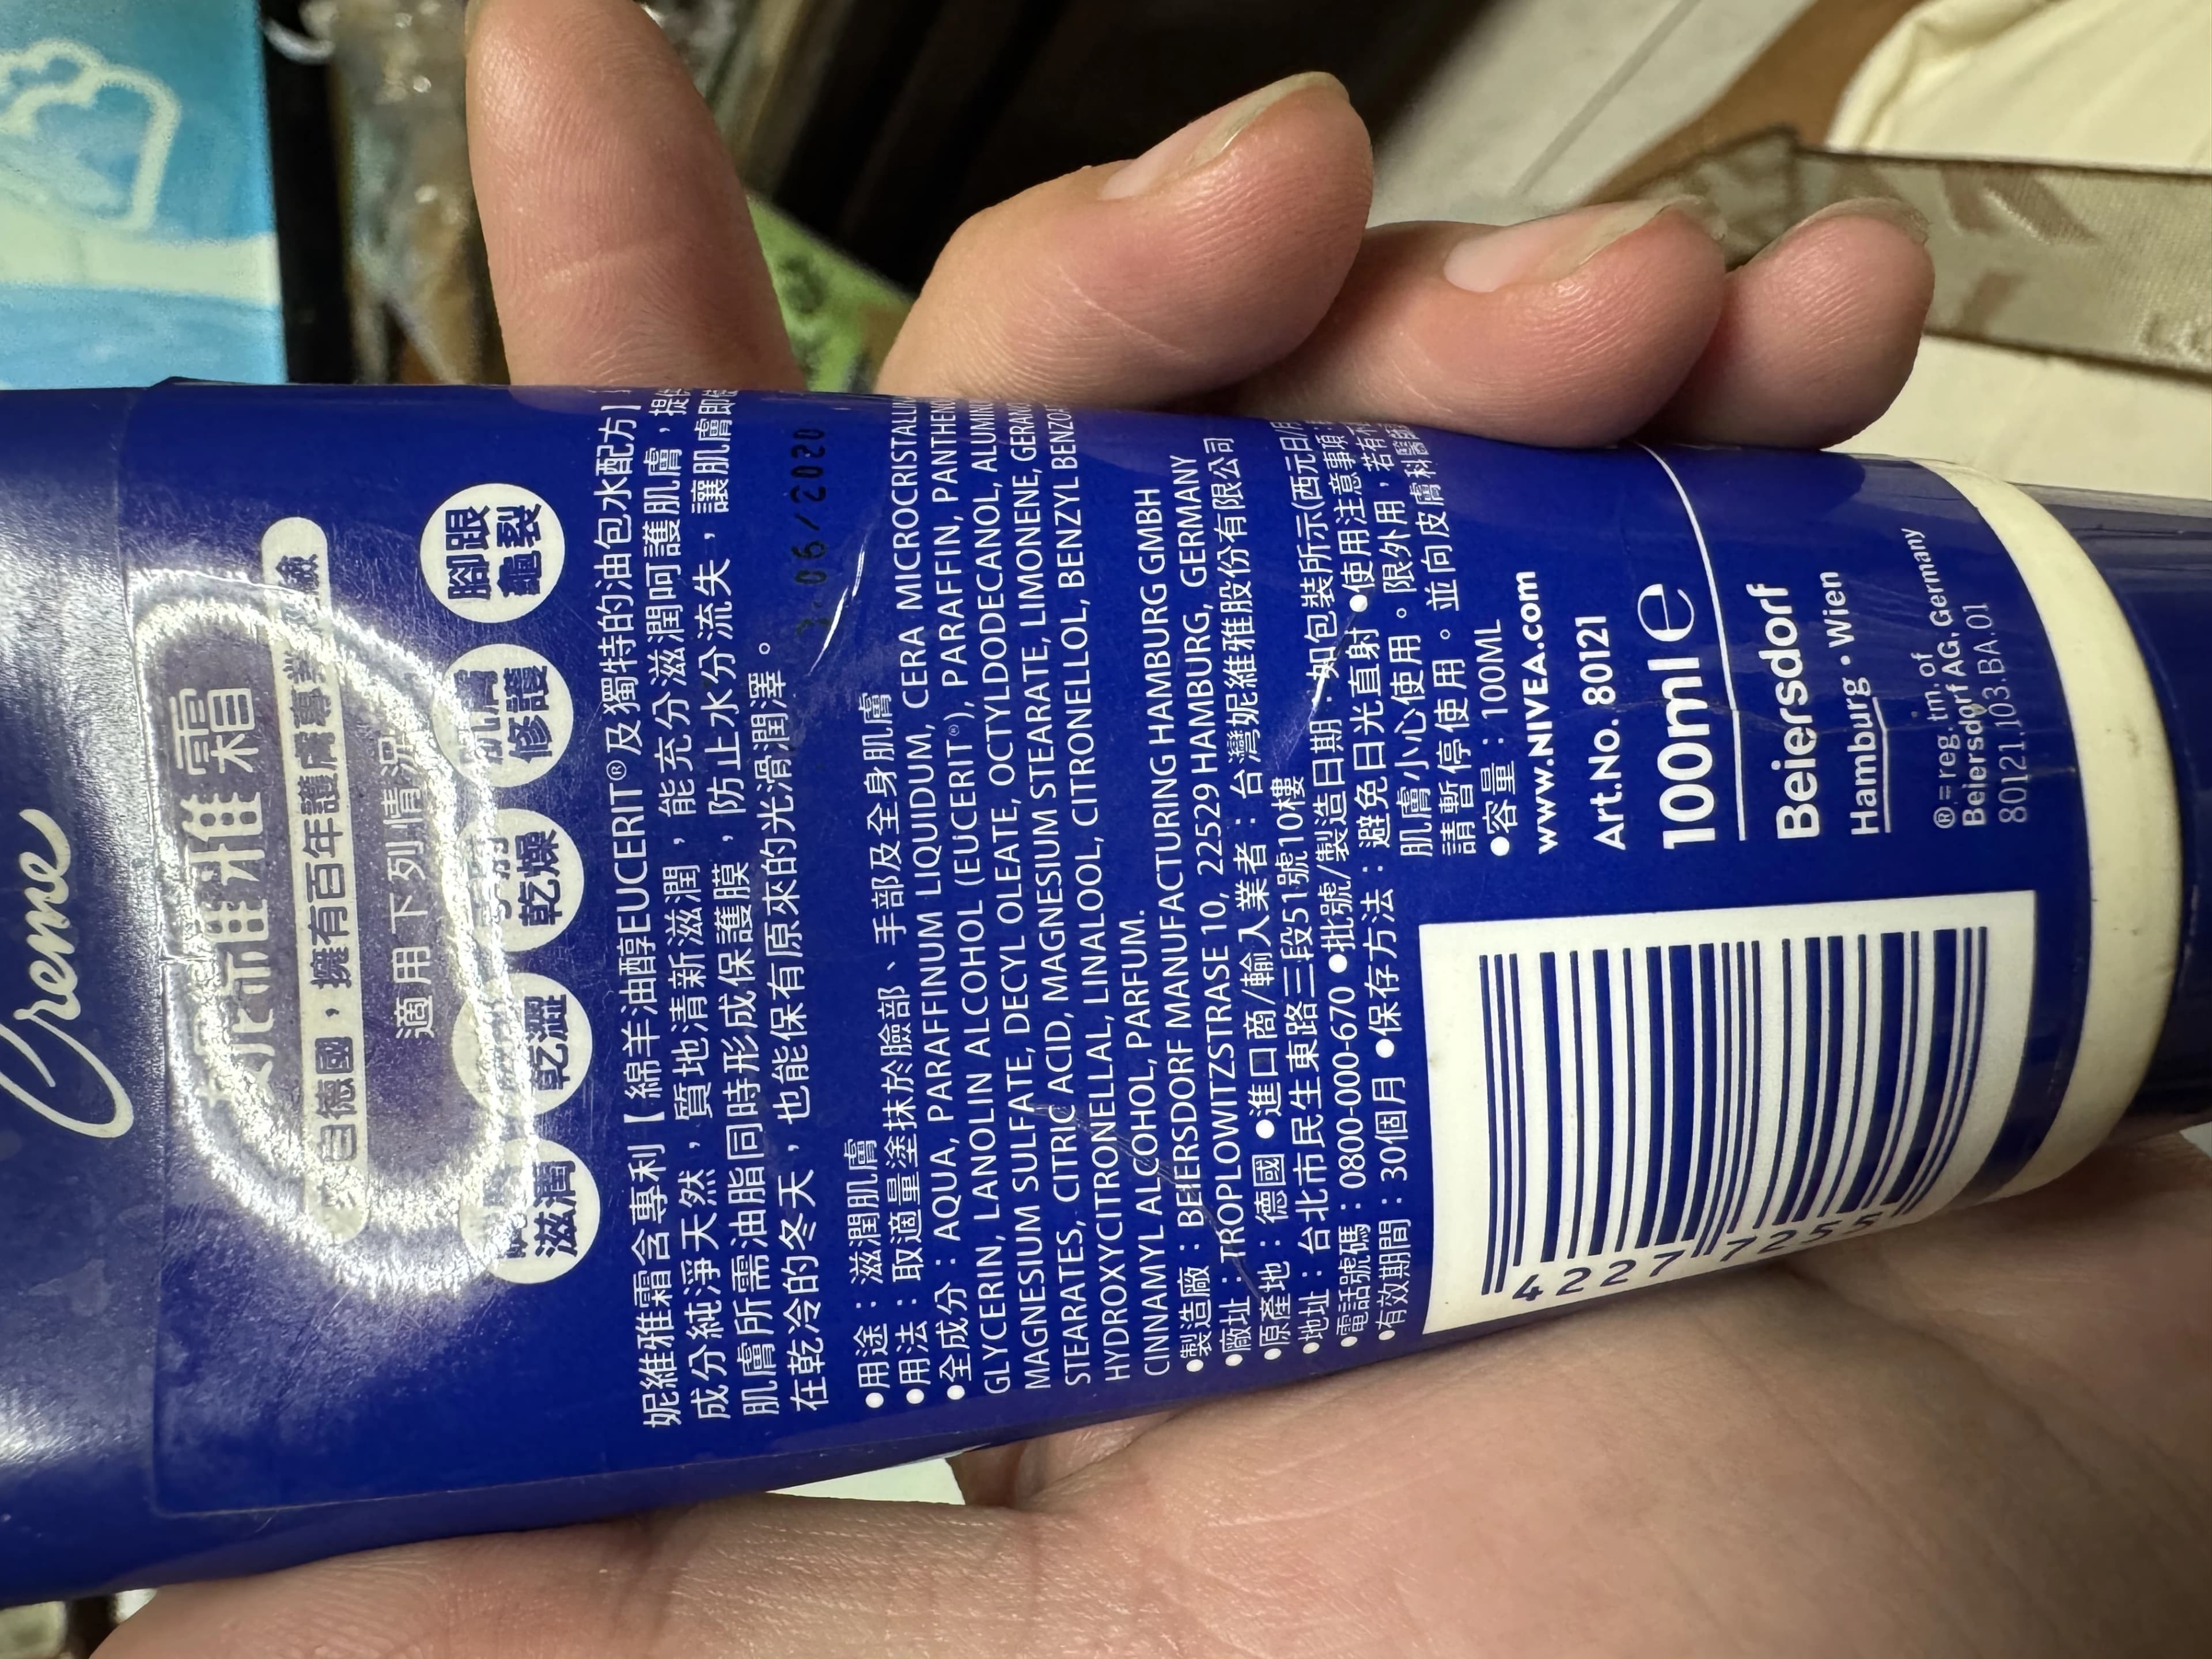 Creme
妮維雅霜
來自德國，擁有百年護膚專業
適用下列情況
滋潤
乾澀
乾燥
肌膚修護
腳跟龜裂
妮維雅霜含專利【綿羊油醇EUCERIT®及獨特的油包水配方】
成分純淨天然，質地清新滋潤，能充分滋潤呵護肌膚，提供
肌膚所需油脂同時形成保護膜，防止水分流失，讓肌膚即使
在乾冷的冬天，也能保有原來的光滑潤澤。
06/2020
●用途：滋潤肌膚
●用法：取適量塗抹於臉部、手部及全身肌膚
●全成分：AQUA, PARAFFINUM LIQUIDUM, CERA MICROCRISTALLINA
GLYCERIN, LANOLIN ALCOHOL (EUCERIT®), PARAFFIN, PANTHENOL
MAGNESIUM SULFATE, DECYL OLEATE, OCTYLDODECANOL, ALUMINUM
STEARATES, CITRIC ACID, MAGNESIUM STEARATE, LIMONENE, GERANIOL
HYDROXYCITRONELLAL, LINALOOL, CITRONELLOL, BENZYL BENZOATE
CINNAMYL ALCOHOL, PARFUM.
●製造廠：BEIERSDORF MANUFACTURING HAMBURG GMBH
●廠址：TROPLOWITZSTRASE 10, 22529 HAMBURG, GERMANY
●原產地：德國 ●進口商/輸入業者：台灣妮維雅股份有限公司
●地址：台北市民生東路三段51號10樓
●電話號碼：0800-000-670 ●批號/製造日期：如包裝所示(西元日/月
●有效期間：30個月 ●保存方法：避免日光直射 ●使用注意事項：
肌膚小心使用。限外用，若有不
請暫停使用。並向皮膚科醫師
●容量：100ML
www.NIVEA.com
Art.No. 80121
100ml e
Beiersdorf
Hamburg • Wien
® = reg. tm. of
Beiersdorf AG, Germany
80121.103.BA.01
4227 7255